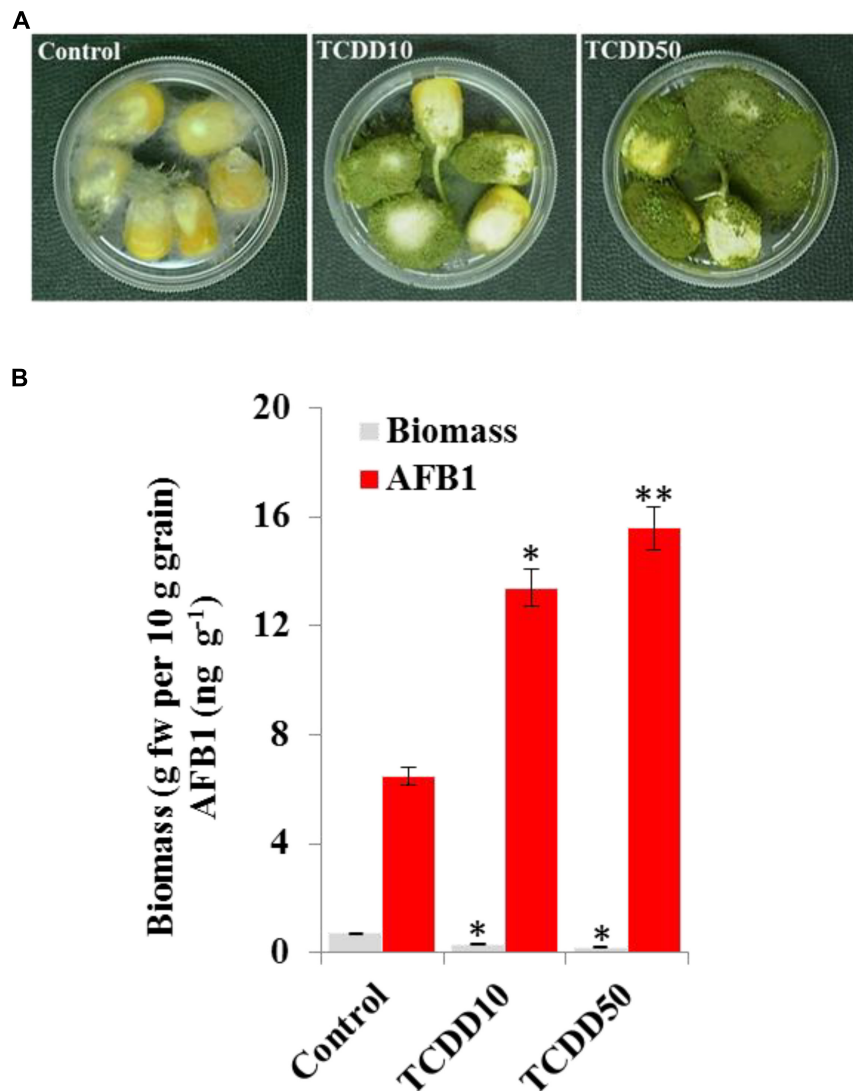 A
Control
TCDD10
TCDD50
B
Biomass (g fw per 10 g grain)
AFB1 (ng g-1)
20
16
12
8
4
0
Biomass
AFB1
*
**
*
*
Control
TCDD10
TCDD50